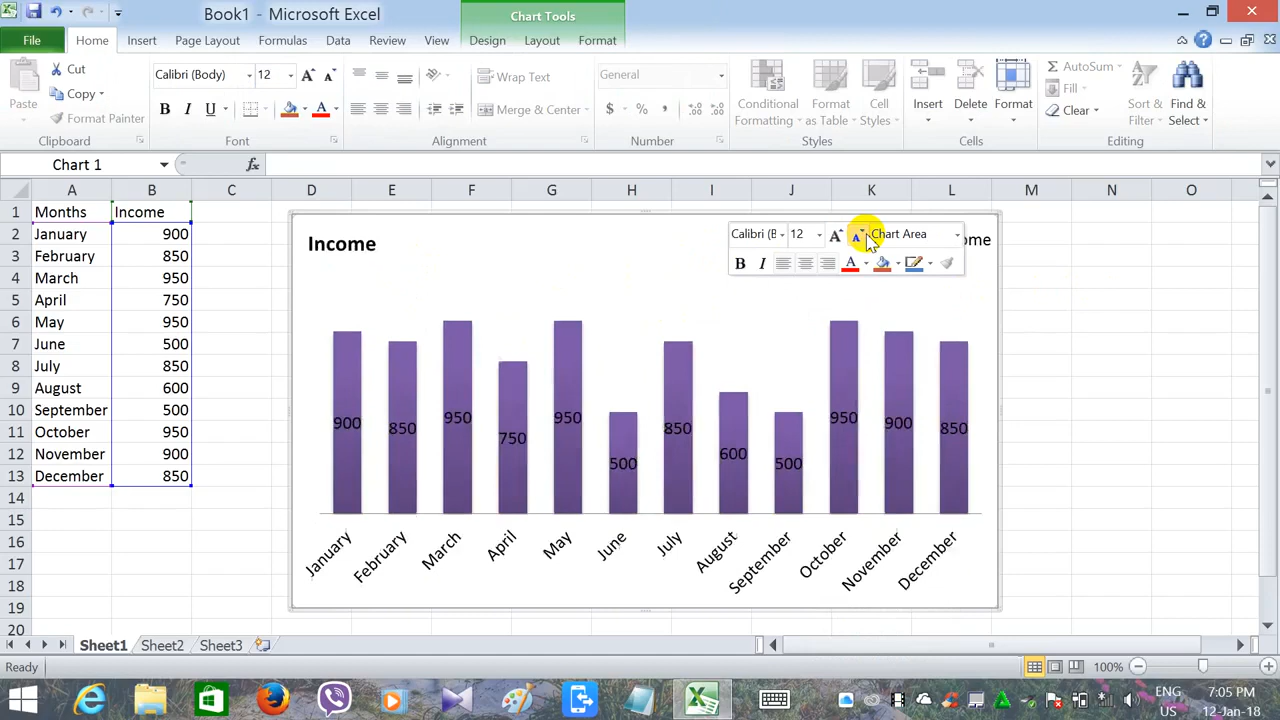 Book1 - Microsoft Excel
Chart Tools
File Home Insert Page Layout Formulas Data Review View Design Layout Format
Paste
Cut
Copy
Format Painter
Clipboard
Calibri (Body) 12
B I U A
Font
Wrap Text
Merge & Center
Alignment
General
$ % ,
Number
Conditional Formatting
Format as Table
Cell Styles
Styles
Insert
Delete
Format
Cells
AutoSum
Fill
Clear
Sort & Filter
Find & Select
Editing
Chart 1 fx
A B C D E F G H I J K L M N O
1 Months Income
2 January 900
3 February 850
4 March 950
5 April 750
6 May 950
7 June 500
8 July 850
9 August 600
10 September 500
11 October 950
12 November 900
13 December 850
14
15
16
17
18
19
20
Income
Calibri (B 12 A A Chart Area
B I A
ome
900 850 950 750 950 500 850 600 500 950 900 850
January February March April May June July August September October November December
Sheet1 Sheet2 Sheet3
Ready
100%
ENG
US
7:05 PM
12-Jan-18